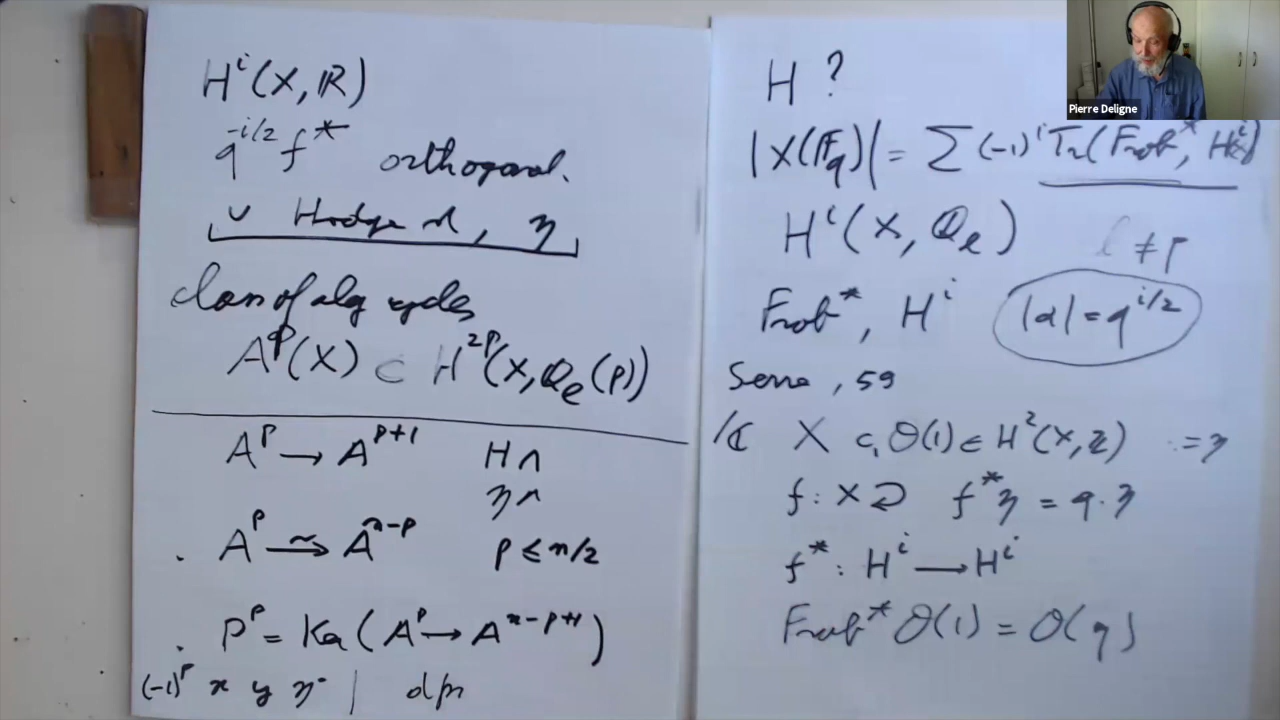 H^i(X, ℝ)
q^{-i/2} f^* orthogonal.
∪ Hodge, η
class of alg cycles
A^p(X) ⊂ H^{2p}(X, ℚ_ℓ(p))
A^p → A^{p+1} H∧
η∧
. A^p ⥲ A^{n-p} p ≤ n/2
. P^p = Ker(A^p → A^{n-p+1})
(-1)^p x y η^-
H ?
|X(𝔽_q)| = Σ (-1)^i Tr(Frob^*, H^i)
H^i(X, ℚ_ℓ) ℓ ≠ p
Frob^*, H^i |α| = q^{i/2}
Serre, 59
/ℂ X c_1 O(1) ∈ H^2(X, ℤ) := η
f : X ⊃ f^*η = q·η
f^* : H^i → H^i
Frob^* O(1) = O(q)
Pierre Deligne